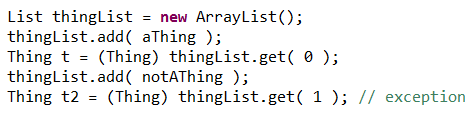 List thingList = new ArrayList();
thingList.add( aThing );
Thing t = (Thing) thingList.get( 0 );
thingList.add( notAThing );
Thing t2 = (Thing) thingList.get( 1 ); // exception